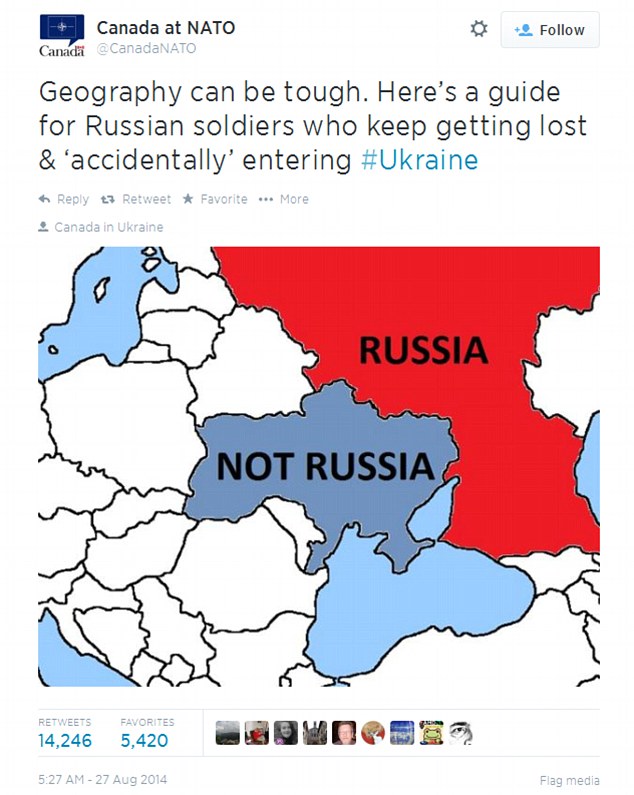 Canada at NATO
Canada
@CanadaNATO
Follow
Geography can be tough. Here's a guide
for Russian soldiers who keep getting lost
& 'accidentally' entering #Ukraine
Reply Retweet Favorite More
Canada in Ukraine
RUSSIA
NOT RUSSIA
RETWEETS FAVORITES
14,246 5,420
5:27 AM - 27 Aug 2014 Flag media